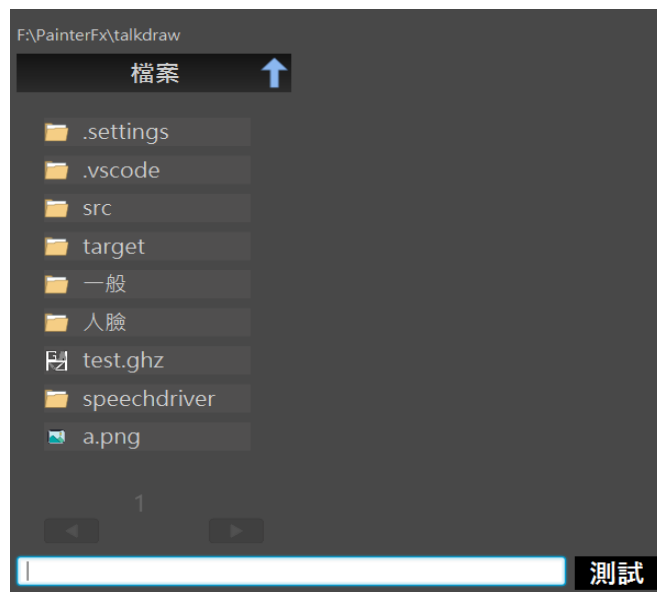 F:\PainterFx\talkdraw
檔案
.settings
.vscode
src
target
一般
人臉
test.ghz
speechdriver
a.png
1
測試